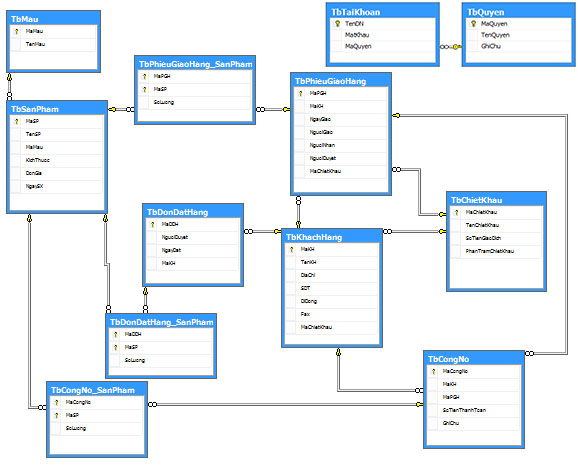 TbMau
MaMau
TenMau
TbTaiKhoan
TenDN
MatKhau
MaQuyen
TbQuyen
MaQuyen
TenQuyen
GhiChu
TbPhieuGiaoHang_SanPham
MaPGH
MaSP
SoLuong
TbPhieuGiaoHang
MaPGH
MaKH
NgayGiao
NguoiGiao
NguoiNhan
NguoiDuyet
MaChietKhau
TbSanPham
MaSP
TenSP
MaMau
KichThuoc
DonGia
NgaySX
TbChietKhau
MaChietKhau
TenChietKhau
SoTienGiaoDich
PhanTramChietKhau
TbDonDatHang
MaDDH
NguoiDuyet
NgayDat
MaKH
TbKhachHang
MaKH
TenKH
DiaChi
SDT
DiDong
Fax
MaChietKhau
TbDonDatHang_SanPham
MaDDH
MaSP
SoLuong
TbCongNo
MaCongNo
MaKH
MaPGH
SoTienThanhToan
GhiChu
TbCongNo_SanPham
MaCongNo
MaSP
SoLuong